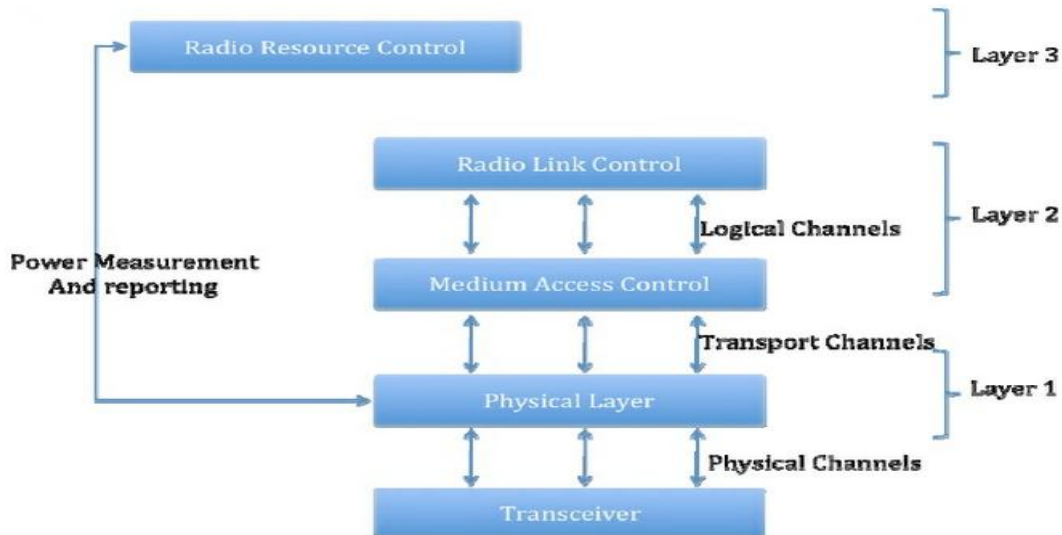 Radio Resource Control
Layer 3
Radio Link Control
Layer 2
Logical Channels
Power Measurement
And reporting
Medium Access Control
Transport Channels
Layer 1
Physical Layer
Physical Channels
Transceiver